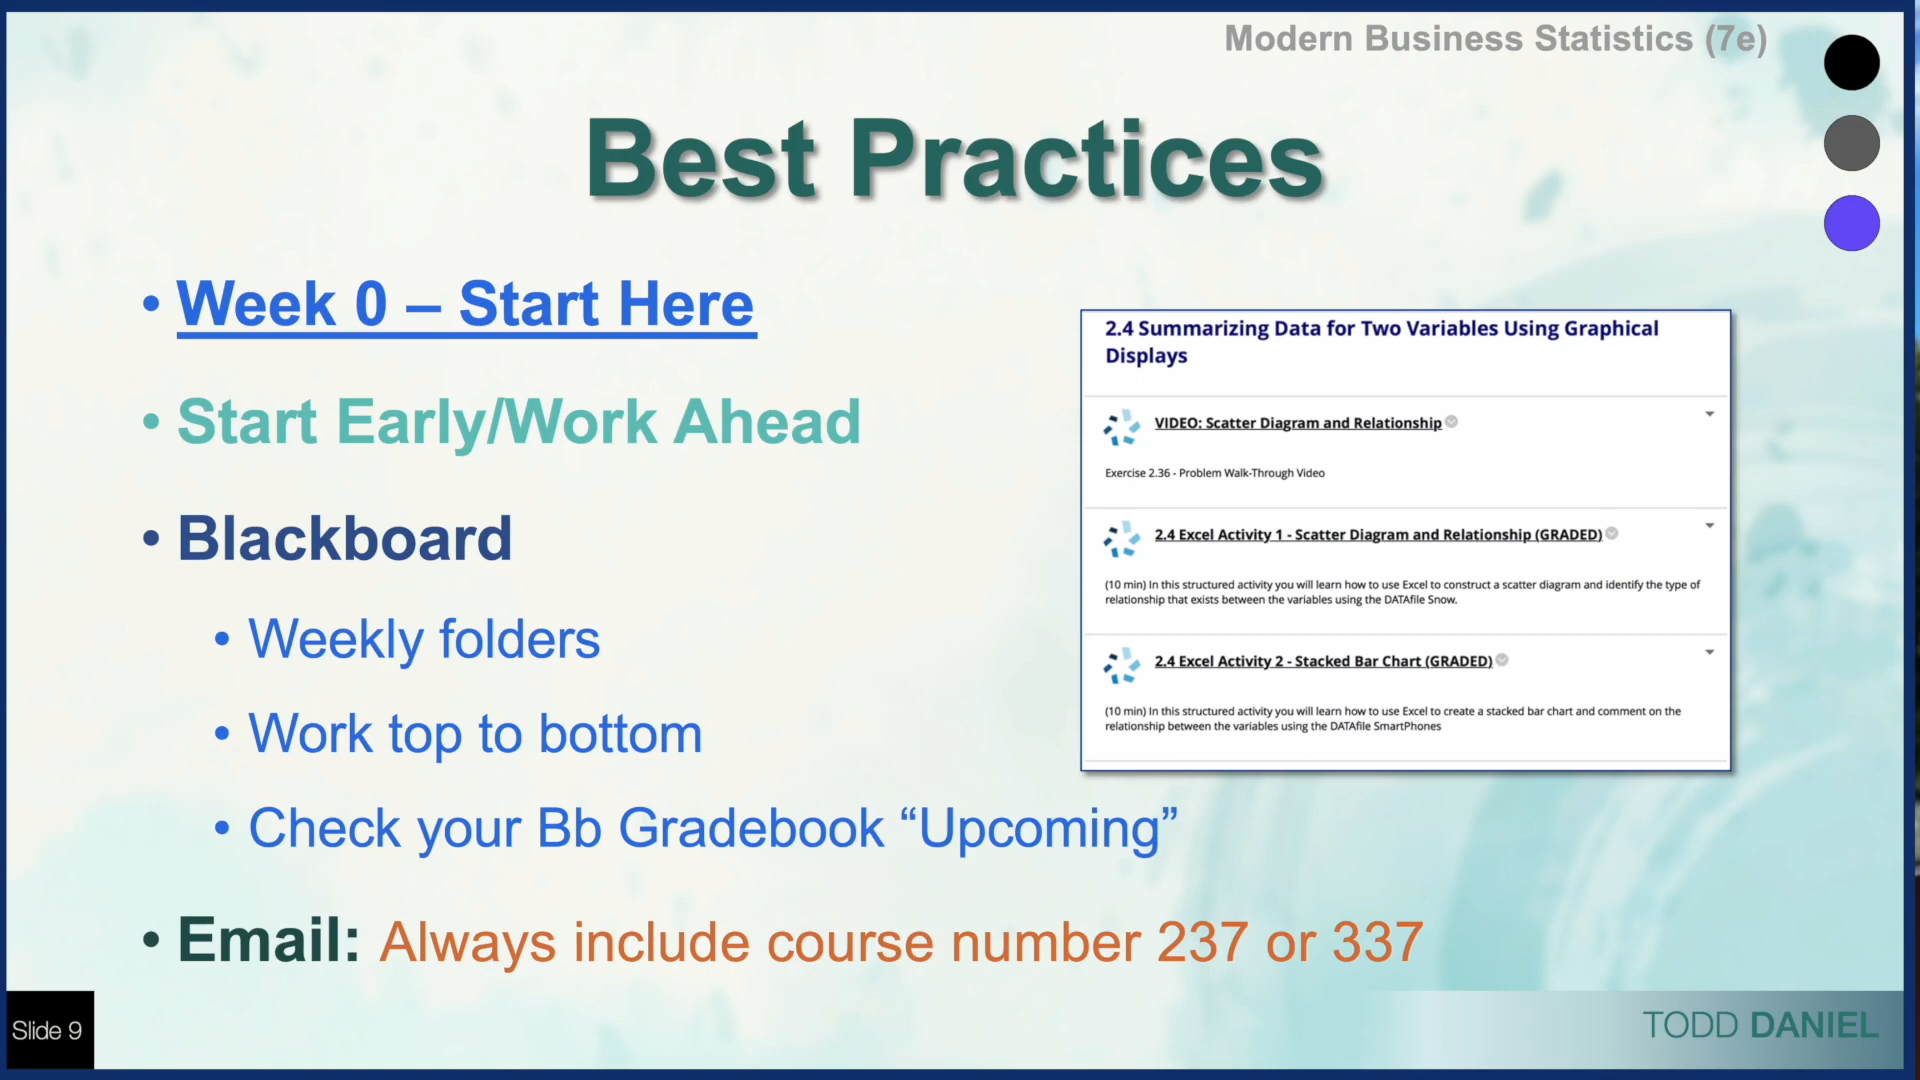 Modern Business Statistics (7e)
Best Practices
• Week 0 – Start Here
• Start Early/Work Ahead
• Blackboard
• Weekly folders
• Work top to bottom
• Check your Bb Gradebook “Upcoming”
• Email: Always include course number 237 or 337
2.4 Summarizing Data for Two Variables Using Graphical
Displays
VIDEO: Scatter Diagram and Relationship
Exercise 2.36 - Problem Walk-Through Video
2.4 Excel Activity 1 - Scatter Diagram and Relationship (GRADED)
(10 min) In this structured activity you will learn how to use Excel to construct a scatter diagram and identify the type of
relationship that exists between the variables using the DATAfile Snow.
2.4 Excel Activity 2 - Stacked Bar Chart (GRADED)
(10 min) In this structured activity you will learn how to use Excel to create a stacked bar chart and comment on the
relationship between the variables using the DATAfile SmartPhones
Slide 9
TODD DANIEL